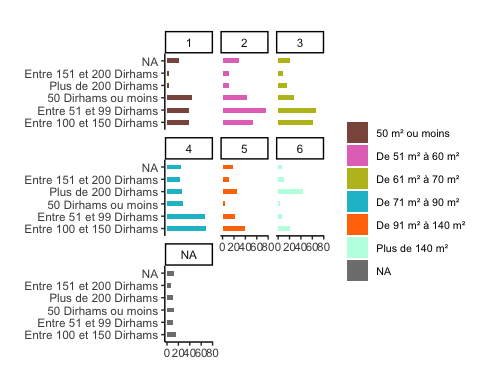 1 2 3
NA
Entre 151 et 200 Dirhams
Plus de 200 Dirhams
50 Dirhams ou moins
Entre 51 et 99 Dirhams
Entre 100 et 150 Dirhams
4 5 6
NA
Entre 151 et 200 Dirhams
Plus de 200 Dirhams
50 Dirhams ou moins
Entre 51 et 99 Dirhams
Entre 100 et 150 Dirhams
0 20 40 60 80 0 20 40 60 80
NA
NA
Entre 151 et 200 Dirhams
Plus de 200 Dirhams
50 Dirhams ou moins
Entre 51 et 99 Dirhams
Entre 100 et 150 Dirhams
0 20 40 60 80
50 m² ou moins
De 51 m² à 60 m²
De 61 m² à 70 m²
De 71 m² à 90 m²
De 91 m² à 140 m²
Plus de 140 m²
NA